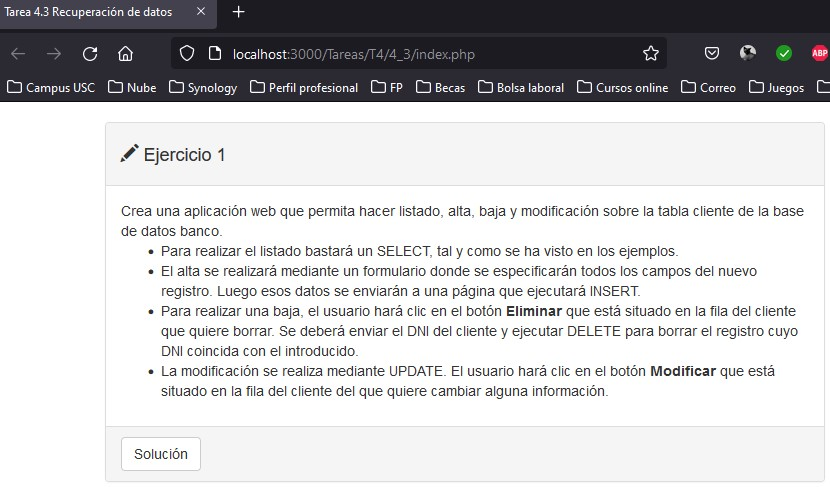 Tarea 4.3 Recuperación de datos
localhost:3000/Tareas/T4/4_3/index.php
ABP
Campus USC Nube Synology Perfil profesional FP Becas Bolsa laboral Cursos online Correo Juegos
Ejercicio 1
Crea una aplicación web que permita hacer listado, alta, baja y modificación sobre la tabla cliente de la base
de datos banco.
• Para realizar el listado bastará un SELECT, tal y como se ha visto en los ejemplos.
• El alta se realizará mediante un formulario donde se especificarán todos los campos del nuevo
registro. Luego esos datos se enviarán a una página que ejecutará INSERT.
• Para realizar una baja, el usuario hará clic en el botón Eliminar que está situado en la fila del cliente
que quiere borrar. Se deberá enviar el DNI del cliente y ejecutar DELETE para borrar el registro cuyo
DNI coincida con el introducido.
• La modificación se realiza mediante UPDATE. El usuario hará clic en el botón Modificar que está
situado en la fila del cliente del que quiere cambiar alguna información.
Solución